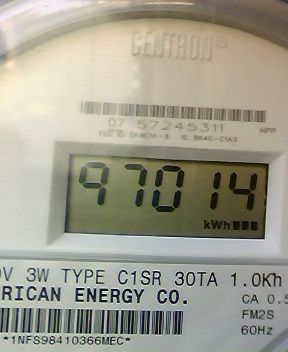 CENTRON®
07 57245311
HPP
97014
kWh
V 3W TYPE C1SR 30TA 1.0Kh
RICAN ENERGY CO.
CA 0.5
FM2S
60Hz
*1NFS98410366MEC*